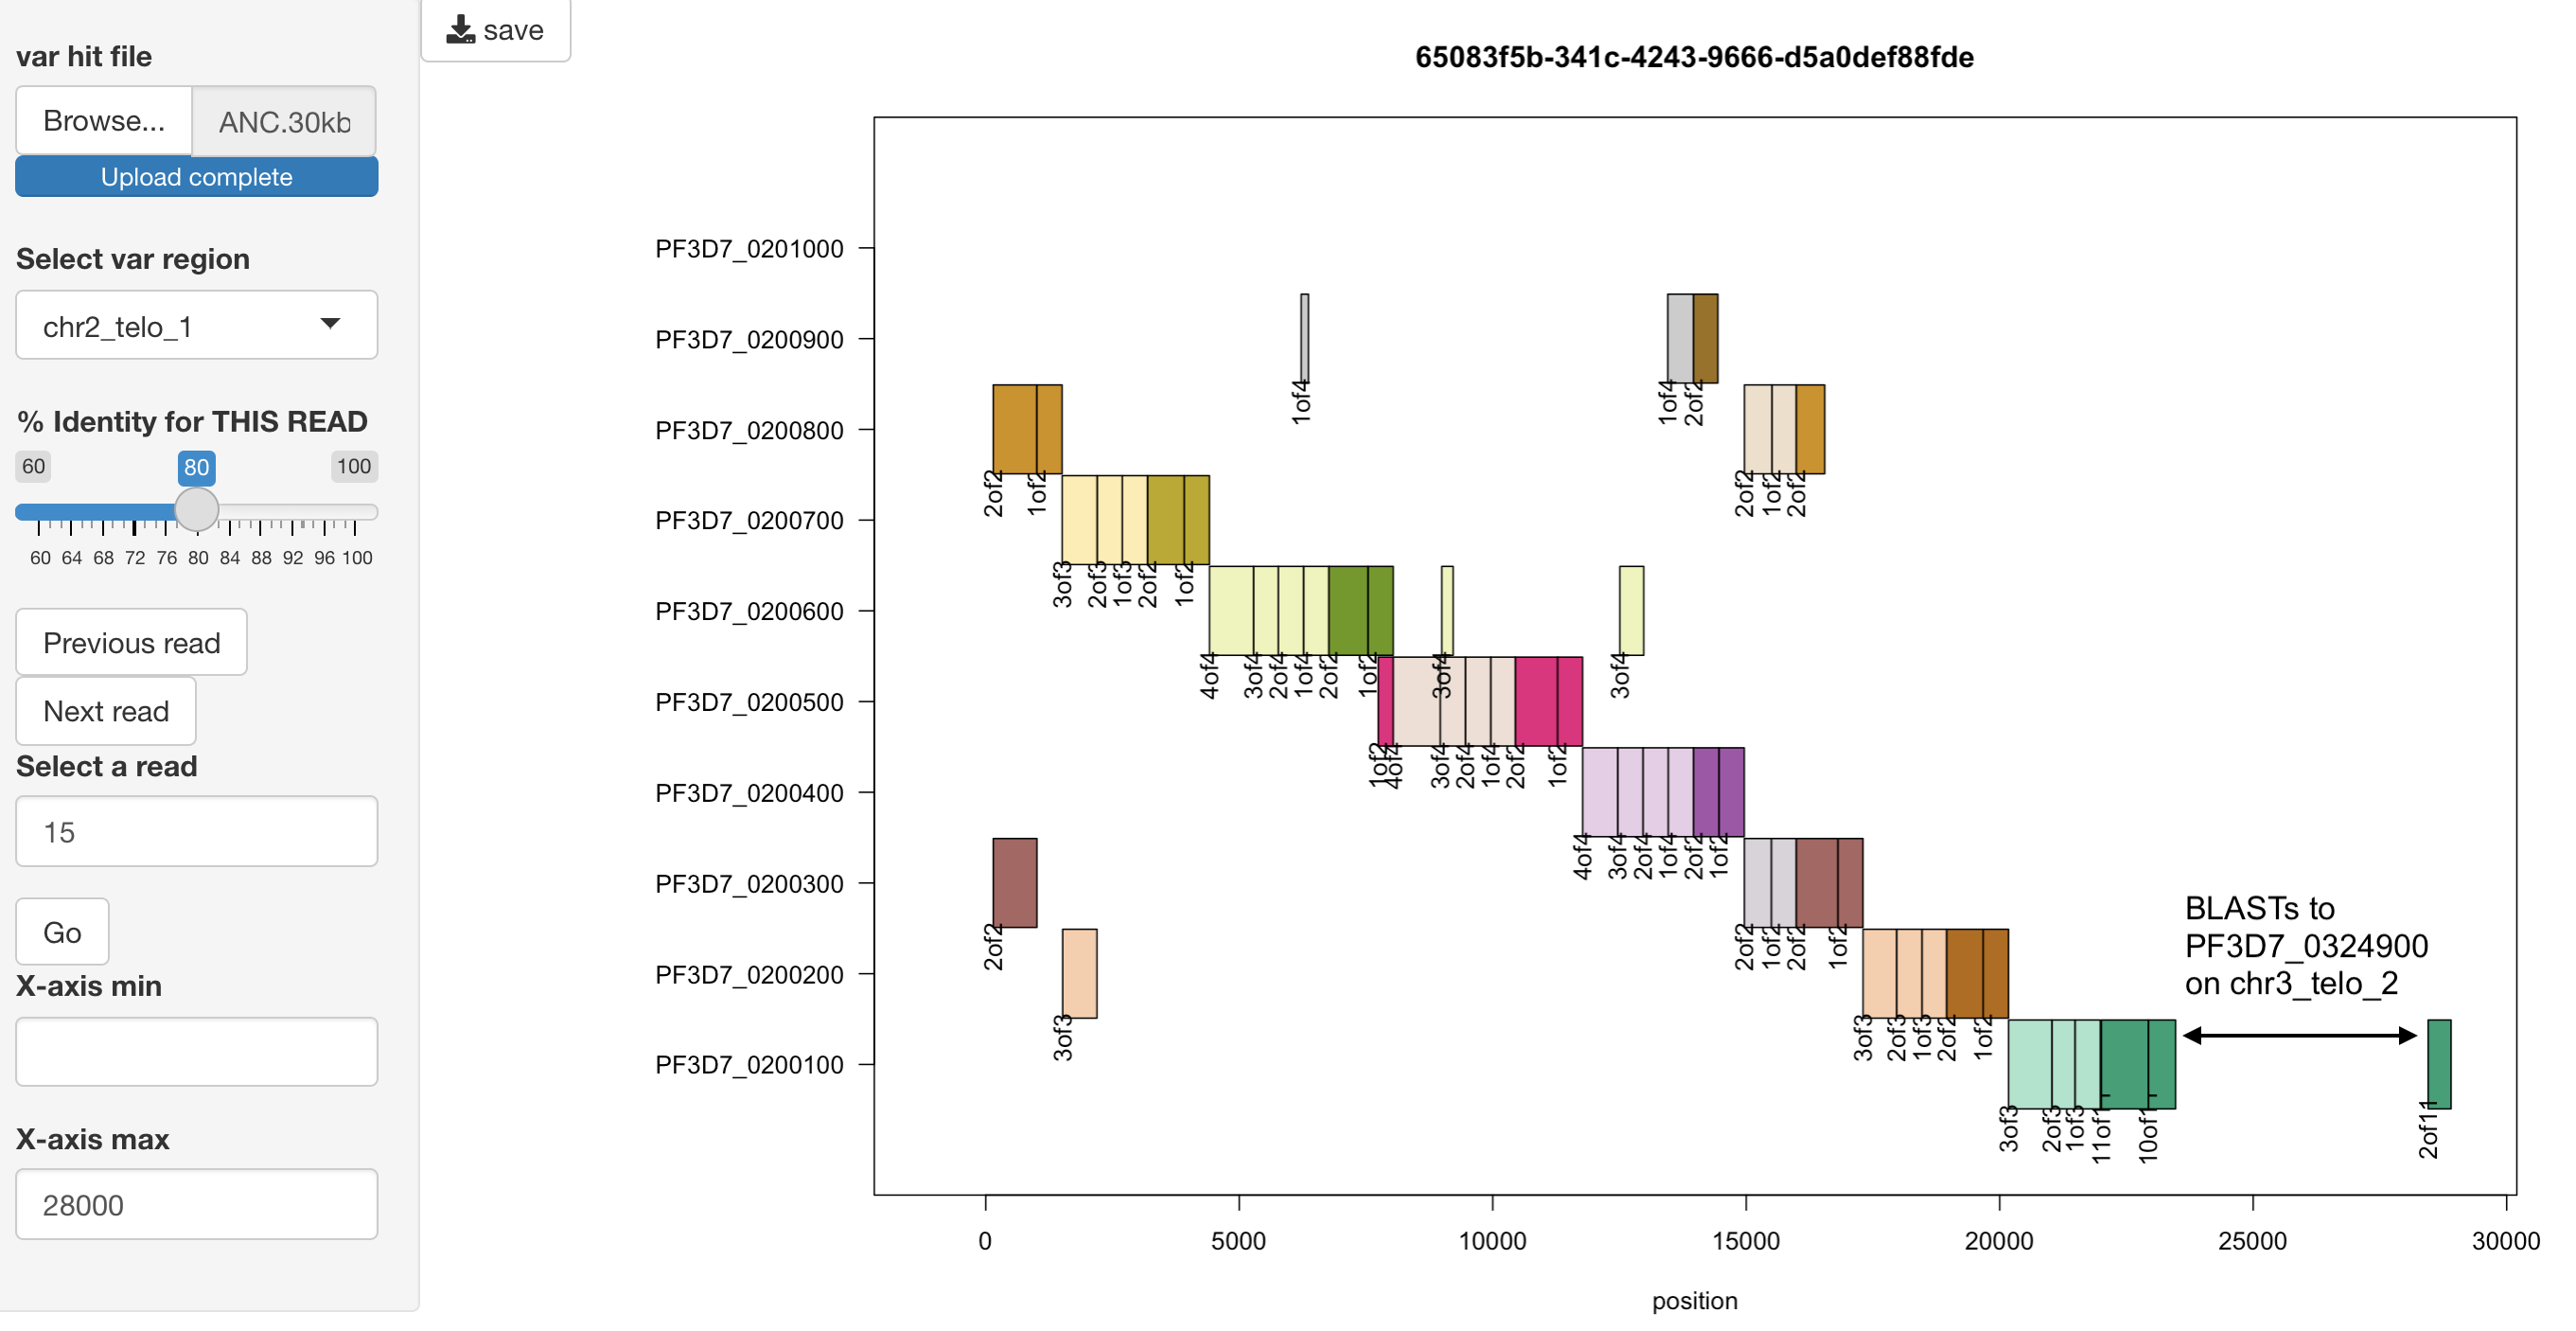 var hit file
Browse... ANC.30kb
Upload complete
Select var region
chr2_telo_1
% Identity for THIS READ
60 80 100
60 64 68 72 76 80 84 88 92 96 100
Previous read
Next read
Select a read
15
Go
X-axis min
X-axis max
28000
save
65083f5b-341c-4243-9666-d5a0def88fde
PF3D7_0201000
PF3D7_0200900
1of4 1of4 2of2
PF3D7_0200800
2of2 1of2 2of2 1of2 2of2
PF3D7_0200700
3of3 2of3 1of3 2of2 1of2
PF3D7_0200600
4of4 3of4 2of4 1of4 2of2 1of2 3of4 3of4
PF3D7_0200500
1of2 4of4 3of4 2of4 1of4 2of2 1of2
PF3D7_0200400
4of4 3of4 2of4 1of4 2of2 1of2
PF3D7_0200300
2of2 2of2 1of2 2of2 1of2
PF3D7_0200200
3of3 3of3 2of3 1of3 2of2 1of2
PF3D7_0200100
3of3 2of3 1of3 11of11 10of11 2of11
BLASTs to
PF3D7_0324900
on chr3_telo_2
0 5000 10000 15000 20000 25000 30000
position